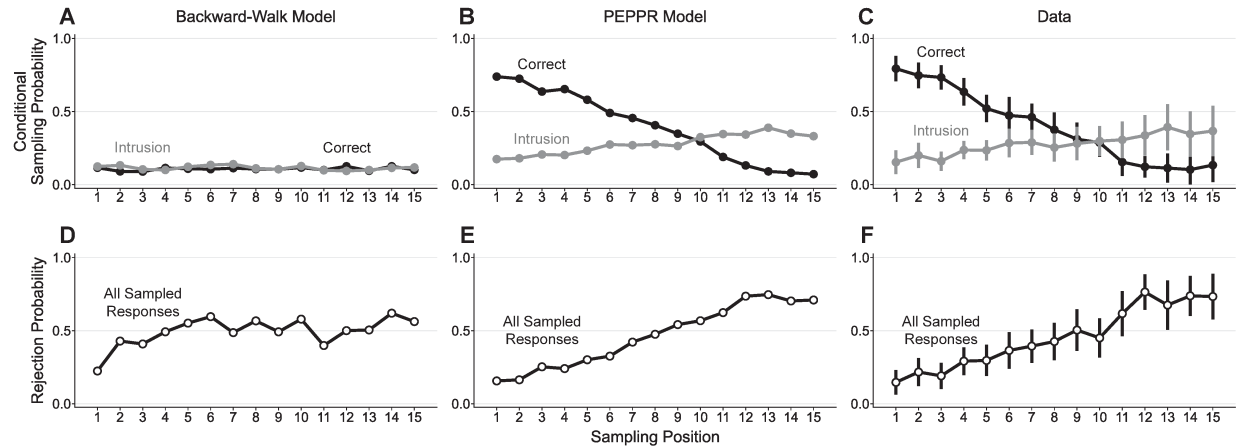 A Backward-Walk Model B PEPPR Model C Data
Conditional
Sampling Probability
1.0
0.5
0.0
Intrusion Correct
1 2 3 4 5 6 7 8 9 10 11 12 13 14 15
1.0
0.5
0.0
Correct
Intrusion
1 2 3 4 5 6 7 8 9 10 11 12 13 14 15
1.0
0.5
0.0
Correct
Intrusion
1 2 3 4 5 6 7 8 9 10 11 12 13 14 15
D E F
Rejection Probability
1.0
0.5
0.0
All Sampled
Responses
1 2 3 4 5 6 7 8 9 10 11 12 13 14 15
1.0
0.5
0.0
All Sampled
Responses
1 2 3 4 5 6 7 8 9 10 11 12 13 14 15
1.0
0.5
0.0
All Sampled
Responses
1 2 3 4 5 6 7 8 9 10 11 12 13 14 15
Sampling Position